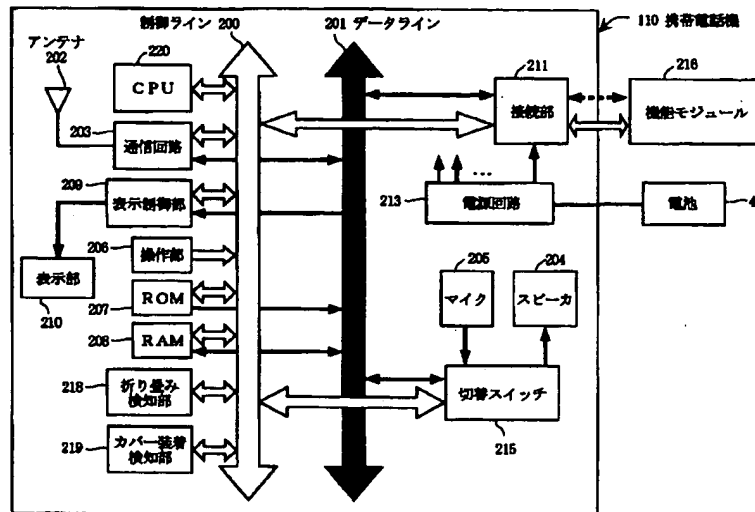 制御ライン 200
201 データライン
110 携帯電話機
アンテナ
202
220
CPU
211
接続部
216
機能モジュール
203
通信回路
209
表示制御部
213
電源回路
電池
4
206
操作部
表示部
210
ROM
207
205
マイク
204
スピーカ
208
RAM
218
折り畳み
検知部
切替スイッチ
215
219
カバー装着
検知部